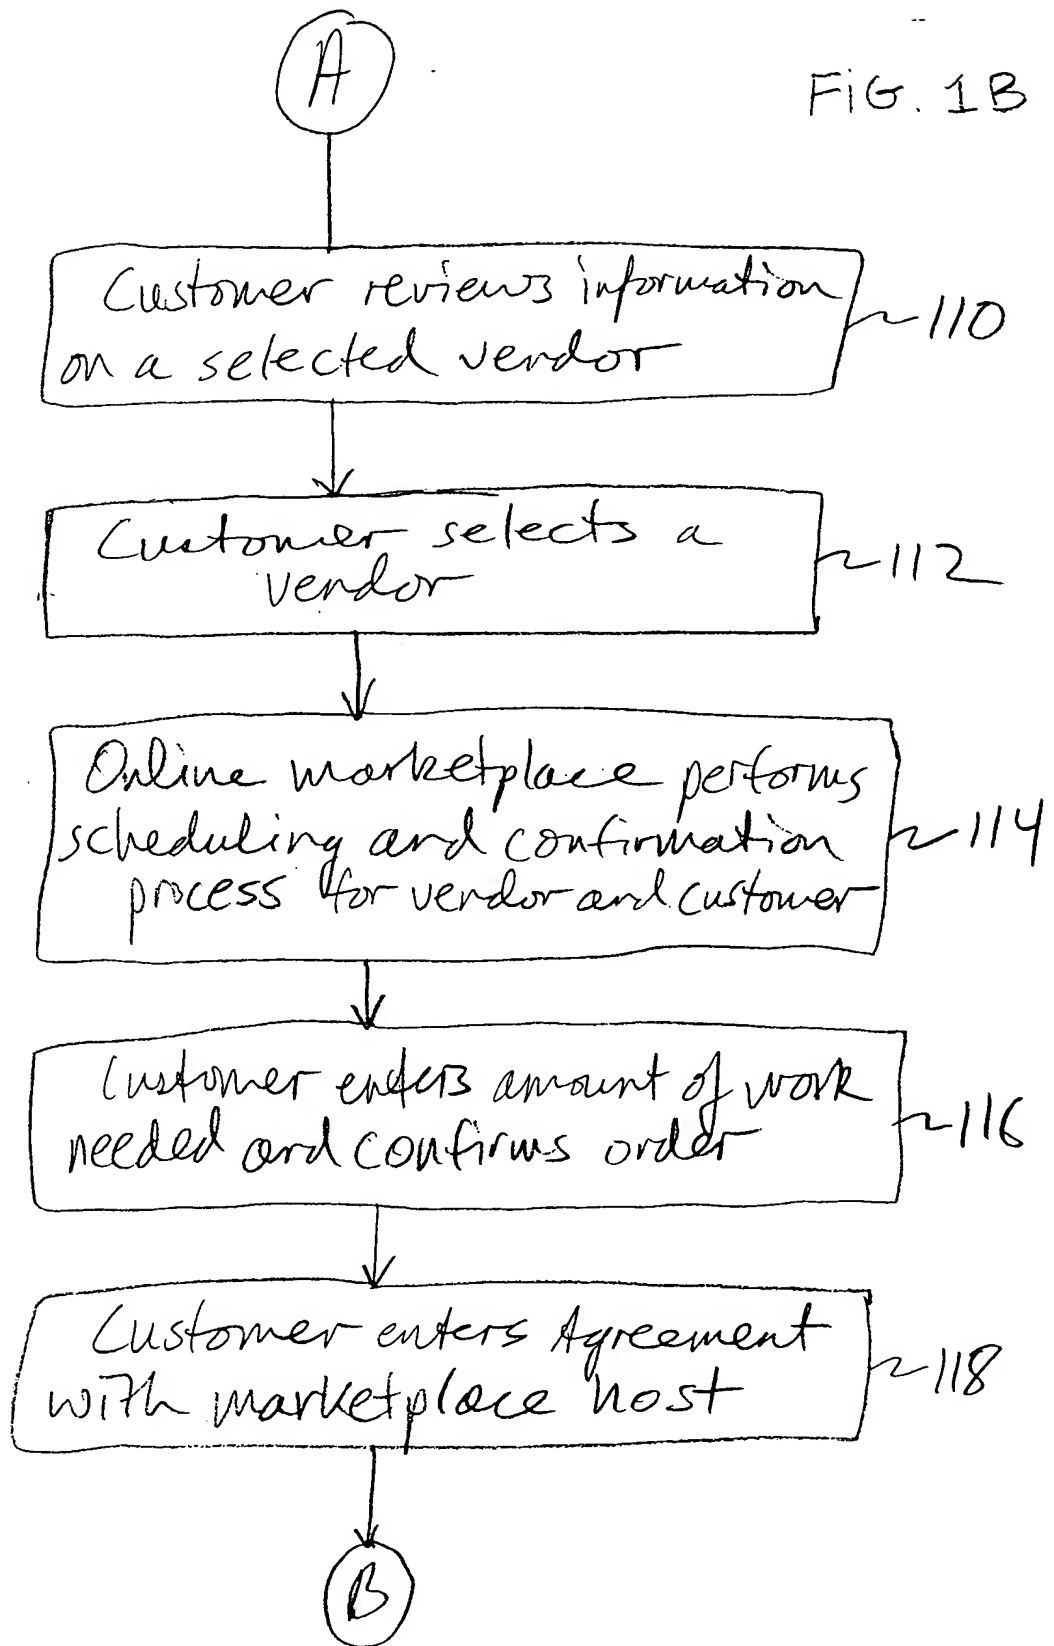 A
FiG. 1B
Customer reviews information
on a selected vendor
110
Customer selects a
vendor
112
Online marketplace performs
scheduling and confirmation
process for vendor and customer
114
Customer enters amount of work
needed and confirms order
116
Customer enters Agreement
with marketplace host
118
B